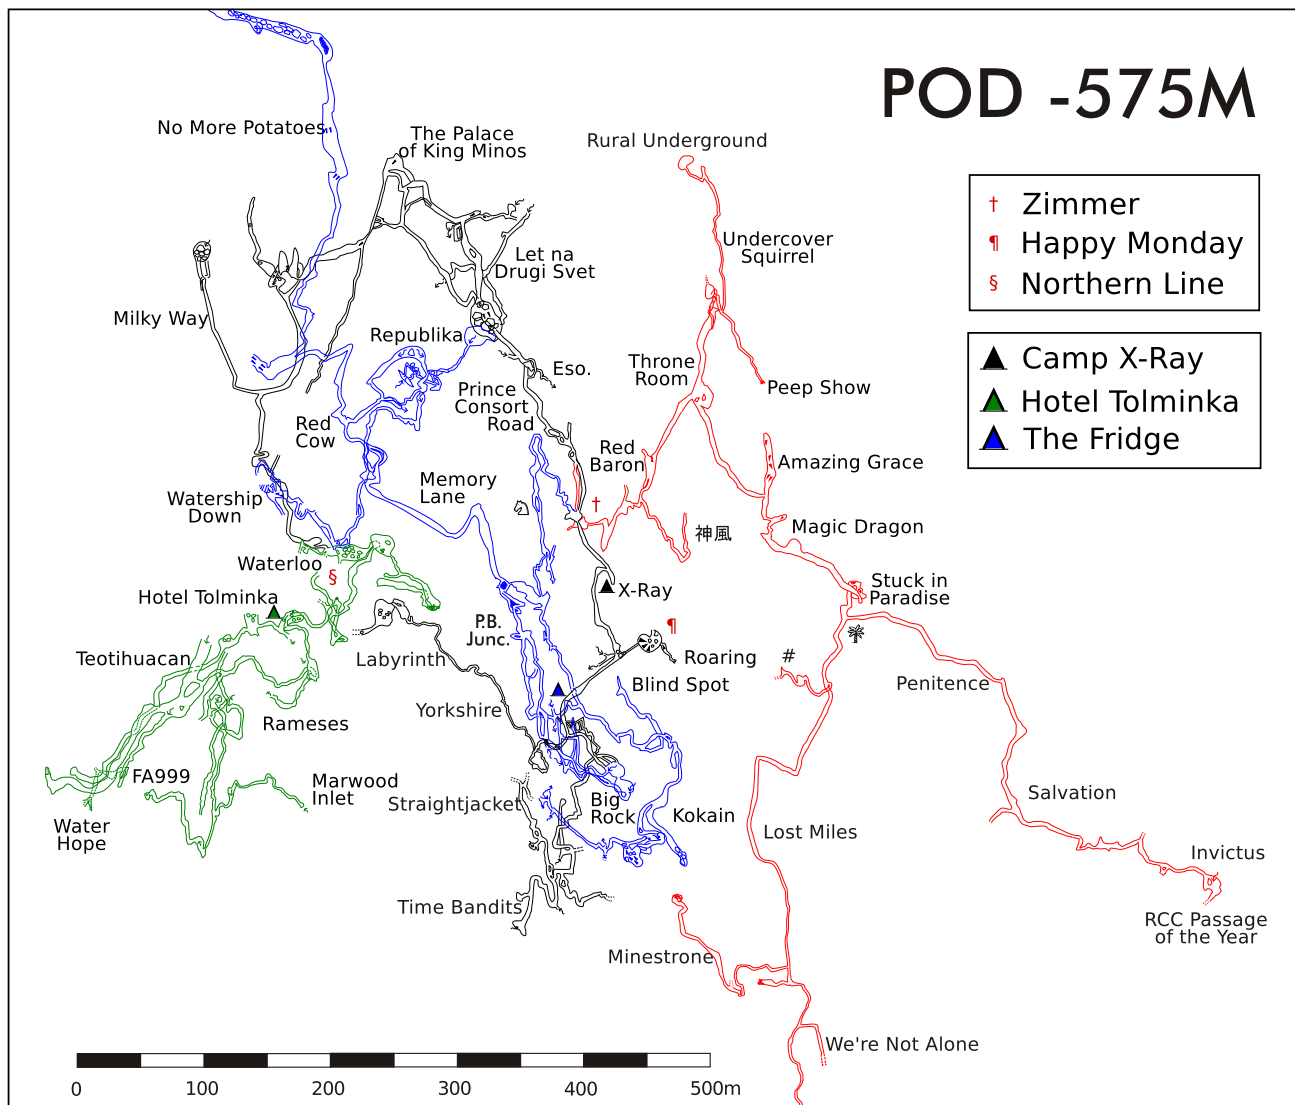 POD -575M
No More Potatoes
The Palace
of King Minos
Rural Underground
† Zimmer
¶ Happy Monday
§ Northern Line
Undercover
Squirrel
Let na
Drugi Svet
Milky Way
Republika
Eso.
Throne
Room
Peep Show
Camp X-Ray
Hotel Tolminka
The Fridge
Prince
Consort
Road
Red
Cow
Red
Baron
Amazing Grace
Memory
Lane
Watership
Down
†
神風
Magic Dragon
Waterloo
§
Hotel Tolminka
X-Ray
Stuck in
Paradise
P.B.
Junc.
¶
Teotihuacan
Labyrinth
Roaring
#
Blind Spot
Penitence
Yorkshire
Rameses
FA999
Marwood
Inlet
Straightjacket
Big
Rock
Kokain
Salvation
Water
Hope
Lost Miles
Invictus
Time Bandits
RCC Passage
of the Year
Minestrone
We're Not Alone
0 100 200 300 400 500m